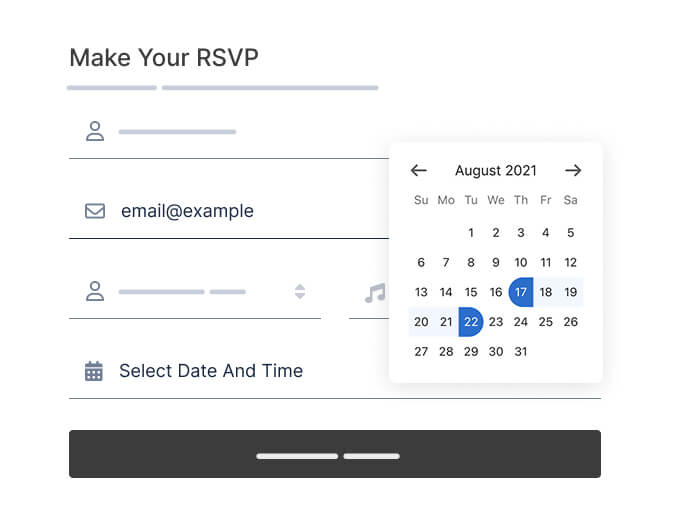 Make Your RSVP
email@example
Select Date And Time
August 2021
Su Mo Tu We Th Fr Sa
1 2 3 4 5
6 7 8 9 10 11 12
13 14 15 16 17 18 19
20 21 22 23 24 25 26
27 28 29 30 31